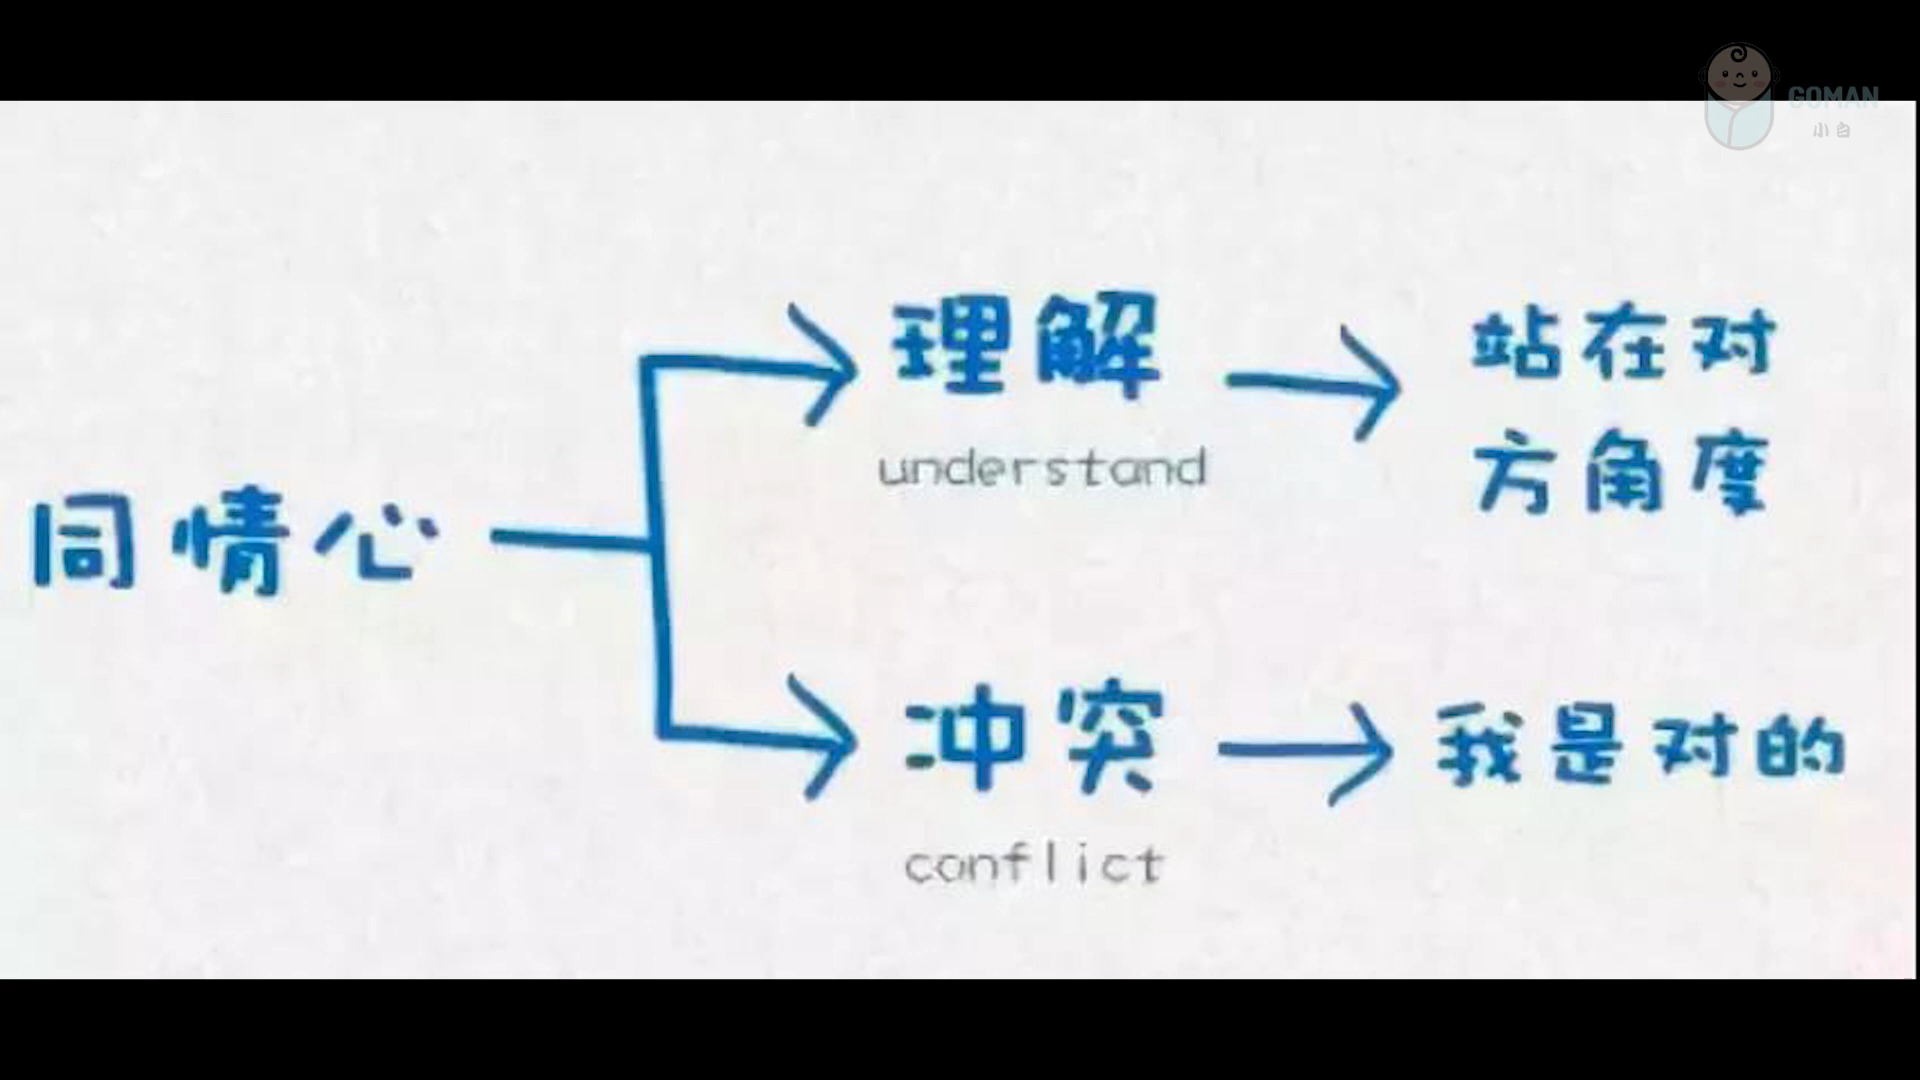 GOMAN
小白
同情心
理解
understand
站在对
方角度
冲突
conflict
我是对的